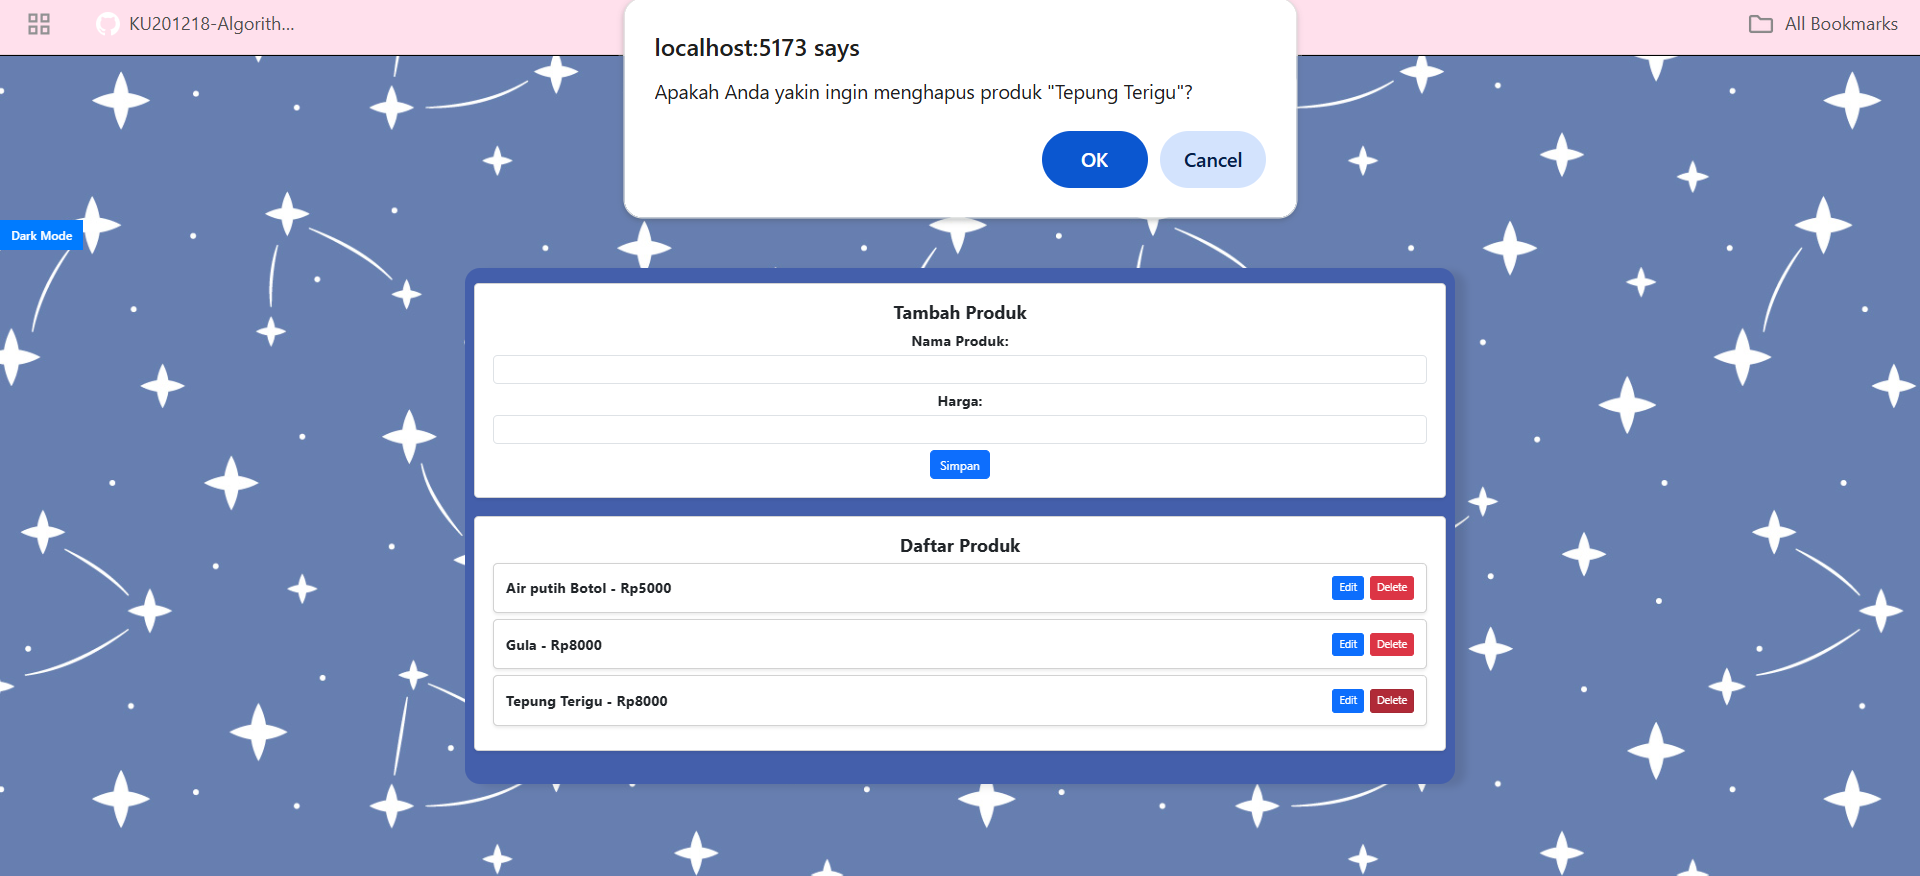 KU201218-Algorith...
All Bookmarks
localhost:5173 says
Apakah Anda yakin ingin menghapus produk "Tepung Terigu"?
OK
Cancel
Dark Mode
Tambah Produk
Nama Produk:
Harga:
Simpan
Daftar Produk
Air putih Botol - Rp5000
Edit
Delete
Gula - Rp8000
Edit
Delete
Tepung Terigu - Rp8000
Edit
Delete